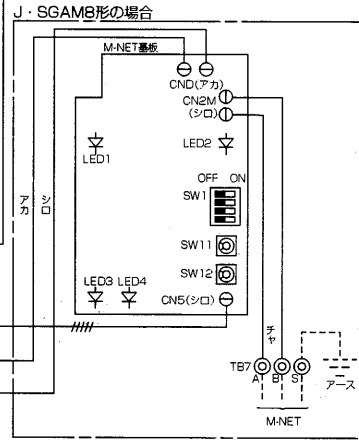 J・SGAM8形の場合
M-NET基板
CND(アカ)
CN2M
(シロ)
LED1
LED2
OFF ON
SW1
SW11
SW12
LED3 LED4
CN5(シロ)
アカ
シロ
チャ
TB7
A B S
アース
M-NET